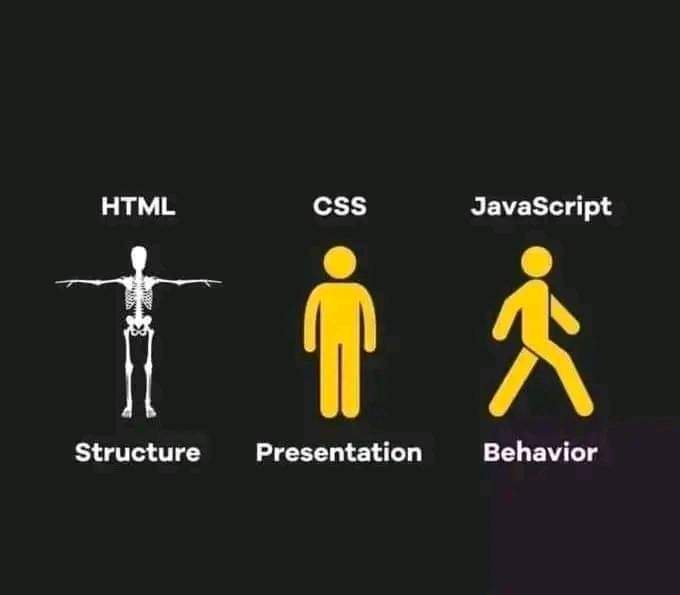 HTML
CSS
JavaScript
Structure
Presentation
Behavior